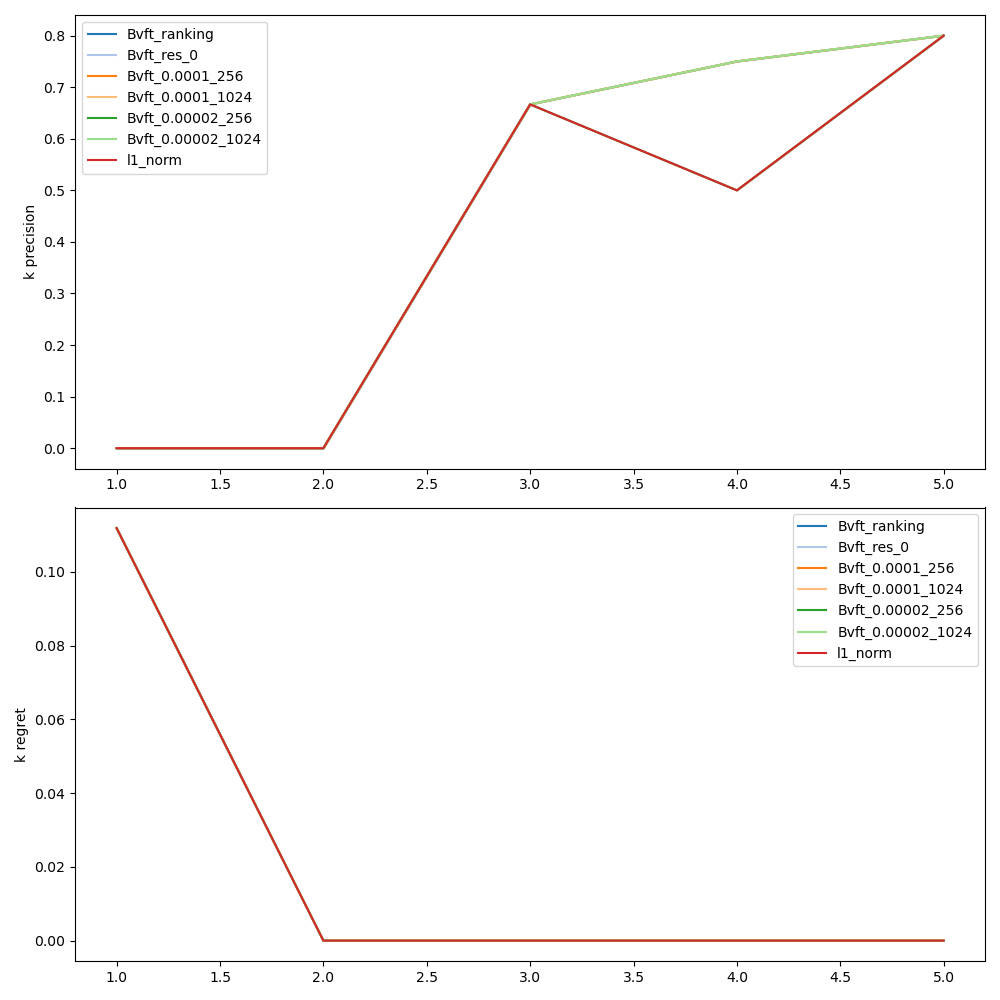 Bvft_ranking
Bvft_res_0
Bvft_0.0001_256
Bvft_0.0001_1024
Bvft_0.00002_256
Bvft_0.00002_1024
l1_norm
k precision
0.8
0.7
0.6
0.5
0.4
0.3
0.2
0.1
0.0
1.0 1.5 2.0 2.5 3.0 3.5 4.0 4.5 5.0
Bvft_ranking
Bvft_res_0
Bvft_0.0001_256
Bvft_0.0001_1024
Bvft_0.00002_256
Bvft_0.00002_1024
l1_norm
k regret
0.10
0.08
0.06
0.04
0.02
0.00
1.0 1.5 2.0 2.5 3.0 3.5 4.0 4.5 5.0